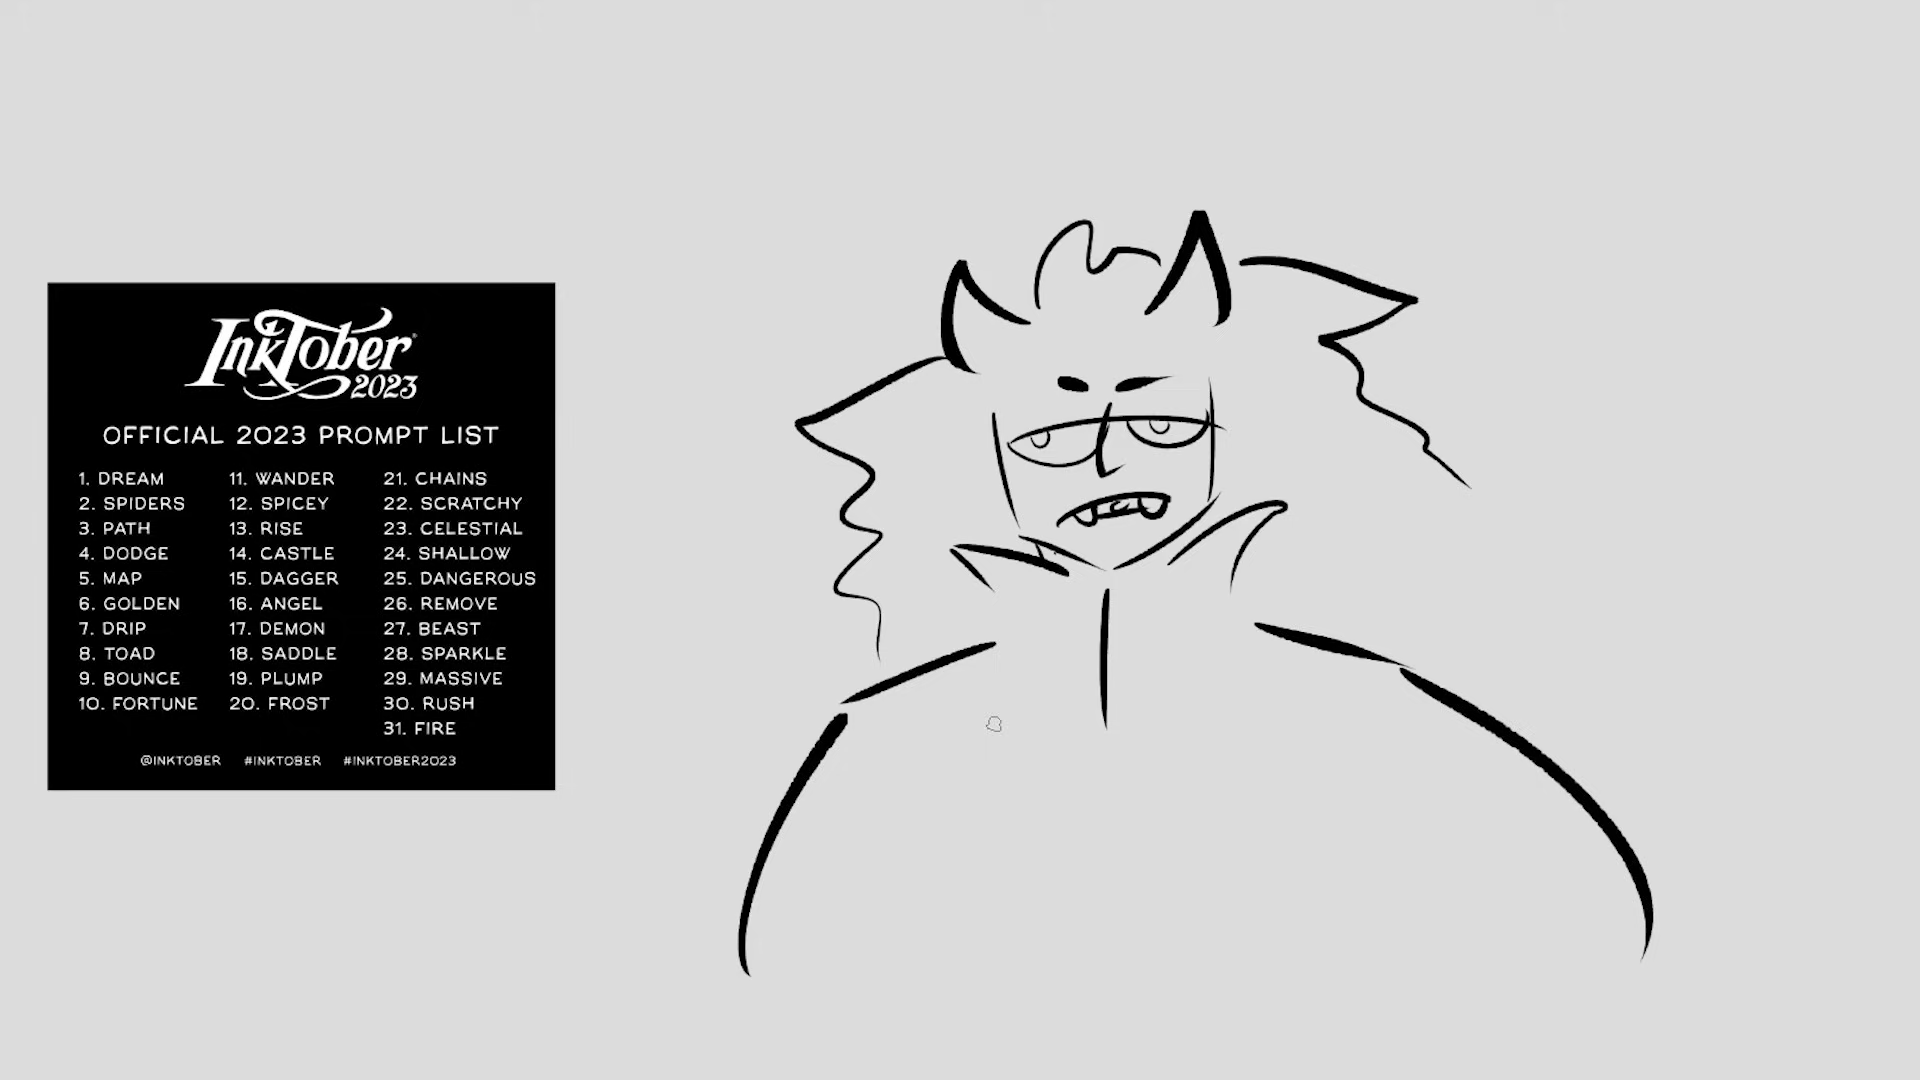 InkTober
2023
OFFICIAL 2023 PROMPT LIST
1. DREAM
2. SPIDERS
3. PATH
4. DODGE
5. MAP
6. GOLDEN
7. DRIP
8. TOAD
9. BOUNCE
10. FORTUNE
11. WANDER
12. SPICEY
13. RISE
14. CASTLE
15. DAGGER
16. ANGEL
17. DEMON
18. SADDLE
19. PLUMP
20. FROST
21. CHAINS
22. SCRATCHY
23. CELESTIAL
24. SHALLOW
25. DANGEROUS
26. REMOVE
27. BEAST
28. SPARKLE
29. MASSIVE
30. RUSH
31. FIRE
@INKTOBER #INKTOBER #INKTOBER2023